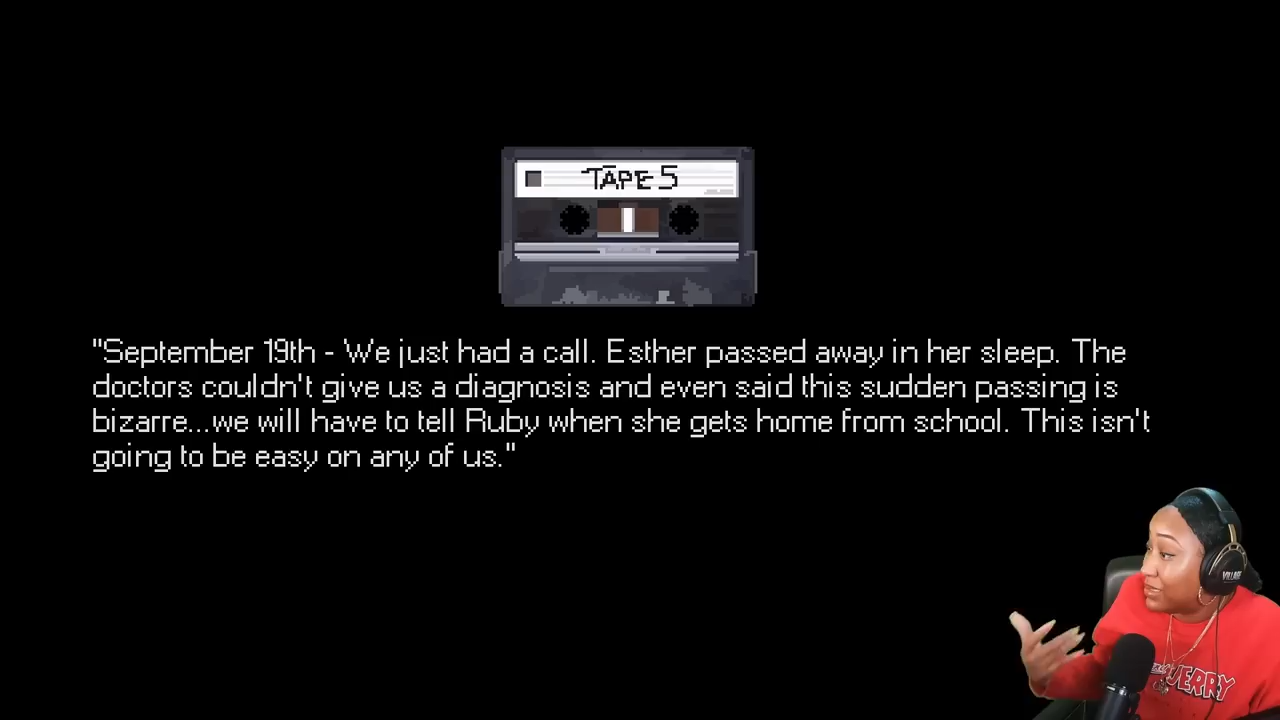 TAPE 5
"September 19th - We just had a call. Esther passed away in her sleep. The
doctors couldn't give us a diagnosis and even said this sudden passing is
bizarre...we will have to tell Ruby when she gets home from school. This isn't
going to be easy on any of us."
VILLAGE
JERRY